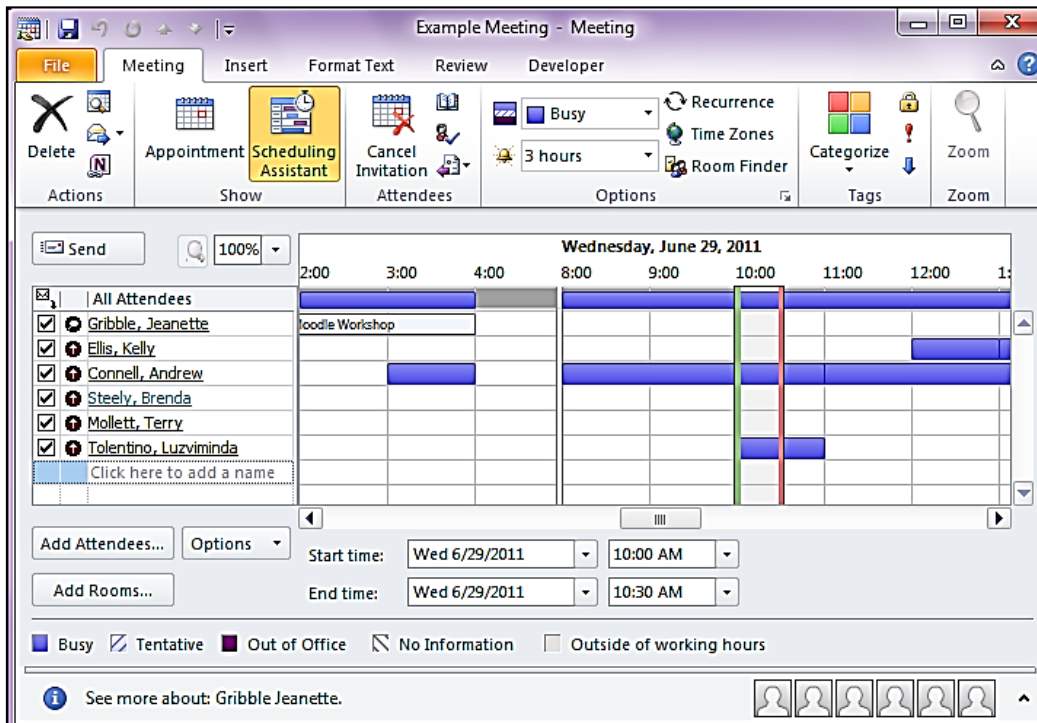 Example Meeting - Meeting
File Meeting Insert Format Text Review Developer
Delete
Actions
Appointment
Scheduling
Assistant
Show
Cancel
Invitation
Attendees
Busy
3 hours
Recurrence
Time Zones
Room Finder
Options
Categorize
Tags
Zoom
Zoom
Send 100%
Wednesday, June 29, 2011
2:00 3:00 4:00 8:00 9:00 10:00 11:00 12:00 1:
All Attendees
Gribble, Jeanette
oodle Workshop
Ellis, Kelly
Connell, Andrew
Steely, Brenda
Mollett, Terry
Tolentino, Luzviminda
Click here to add a name
Add Attendees... Options
Add Rooms...
Start time: Wed 6/29/2011 10:00 AM
End time: Wed 6/29/2011 10:30 AM
Busy Tentative Out of Office No Information Outside of working hours
See more about: Gribble Jeanette.